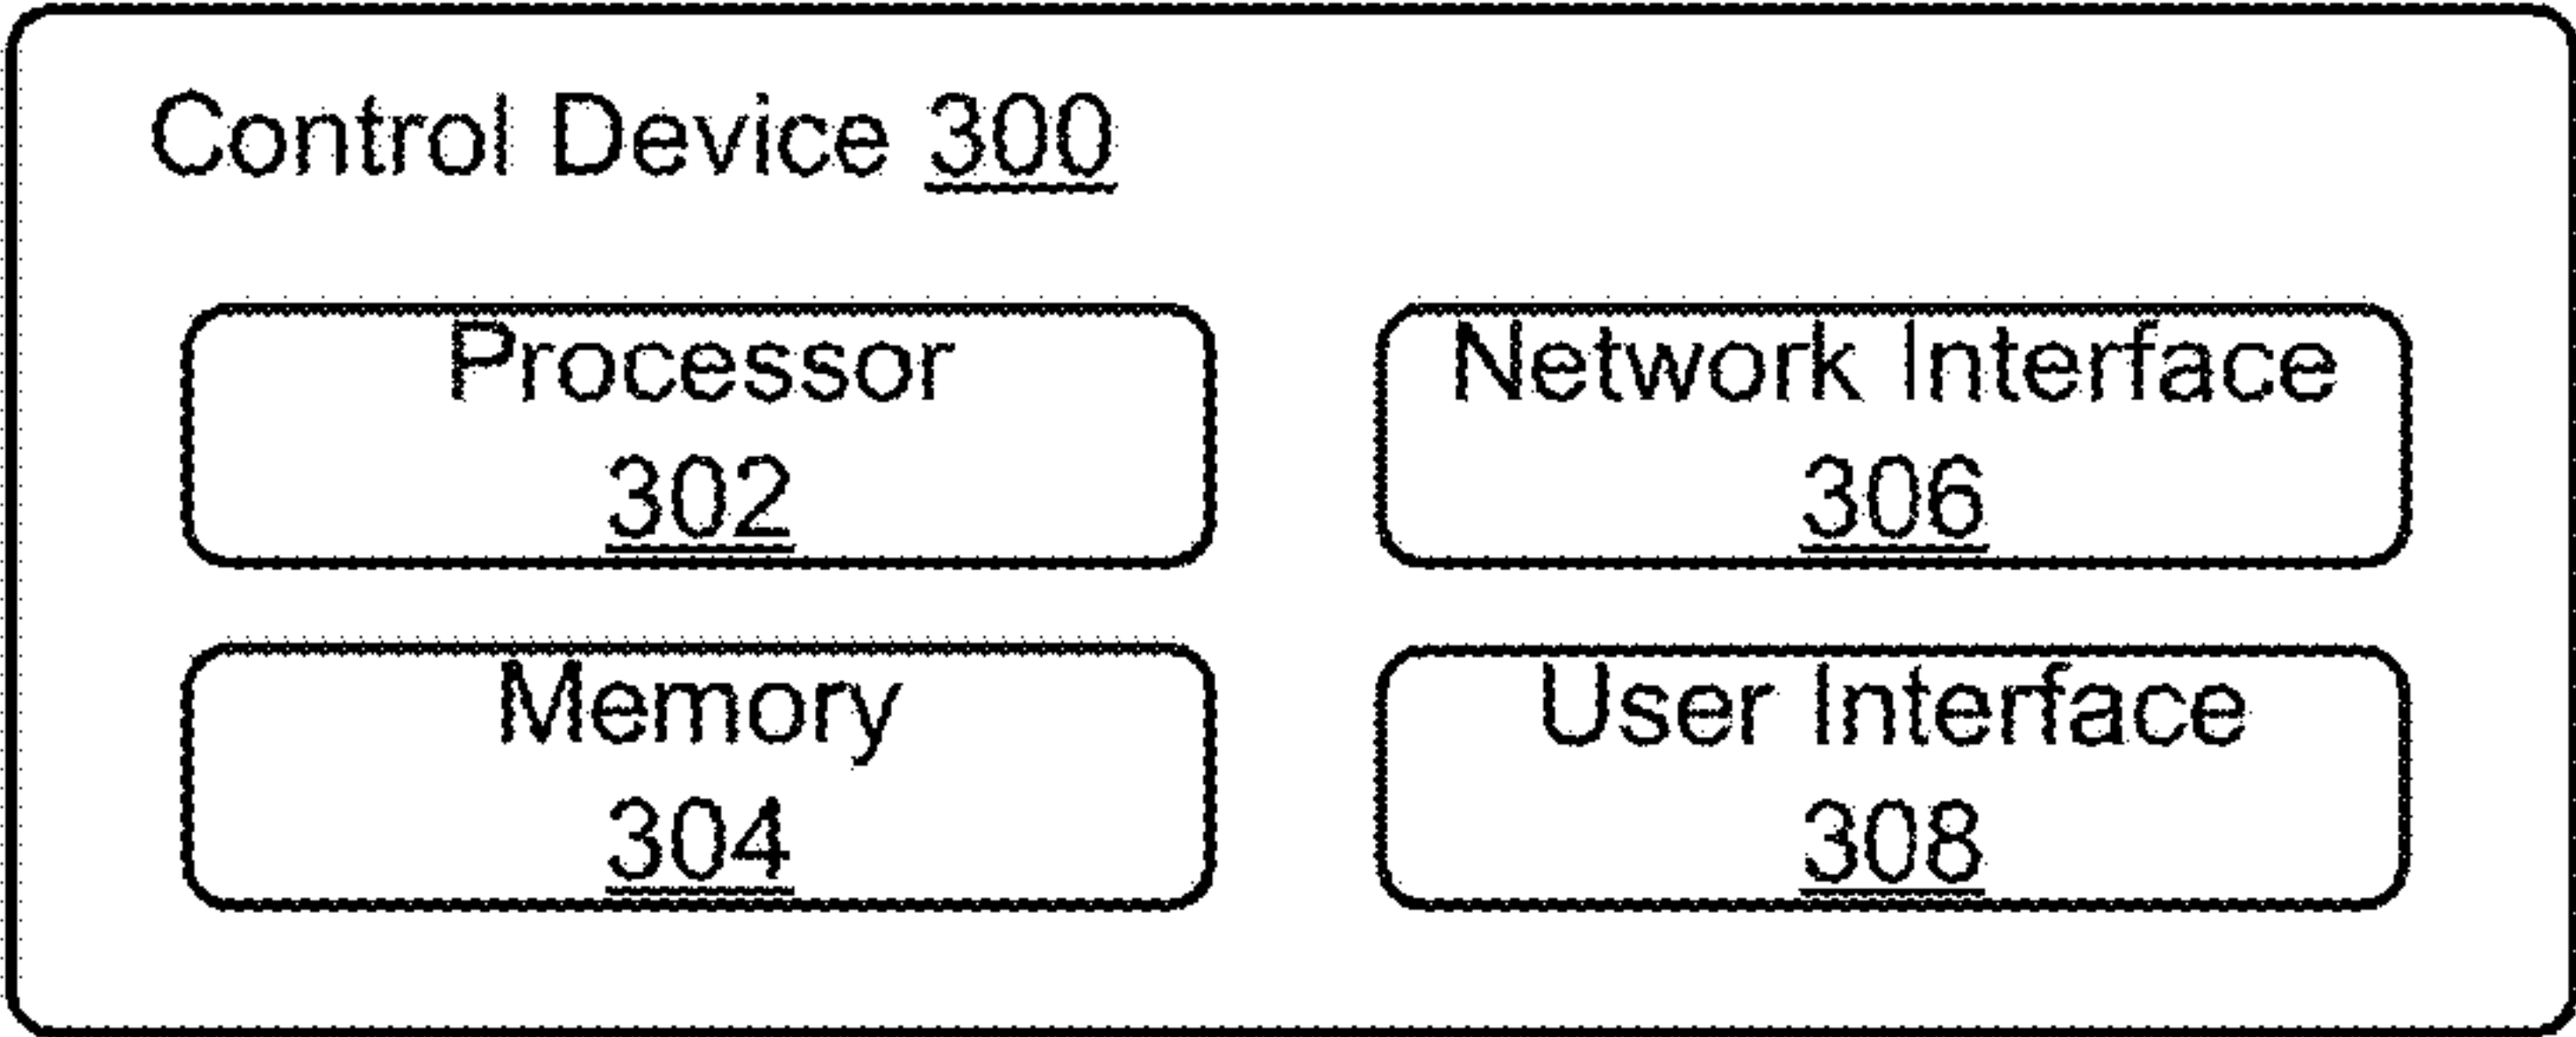 Control Device 300
Processor
302
Network Interface
306
Memory
304
User Interface
308